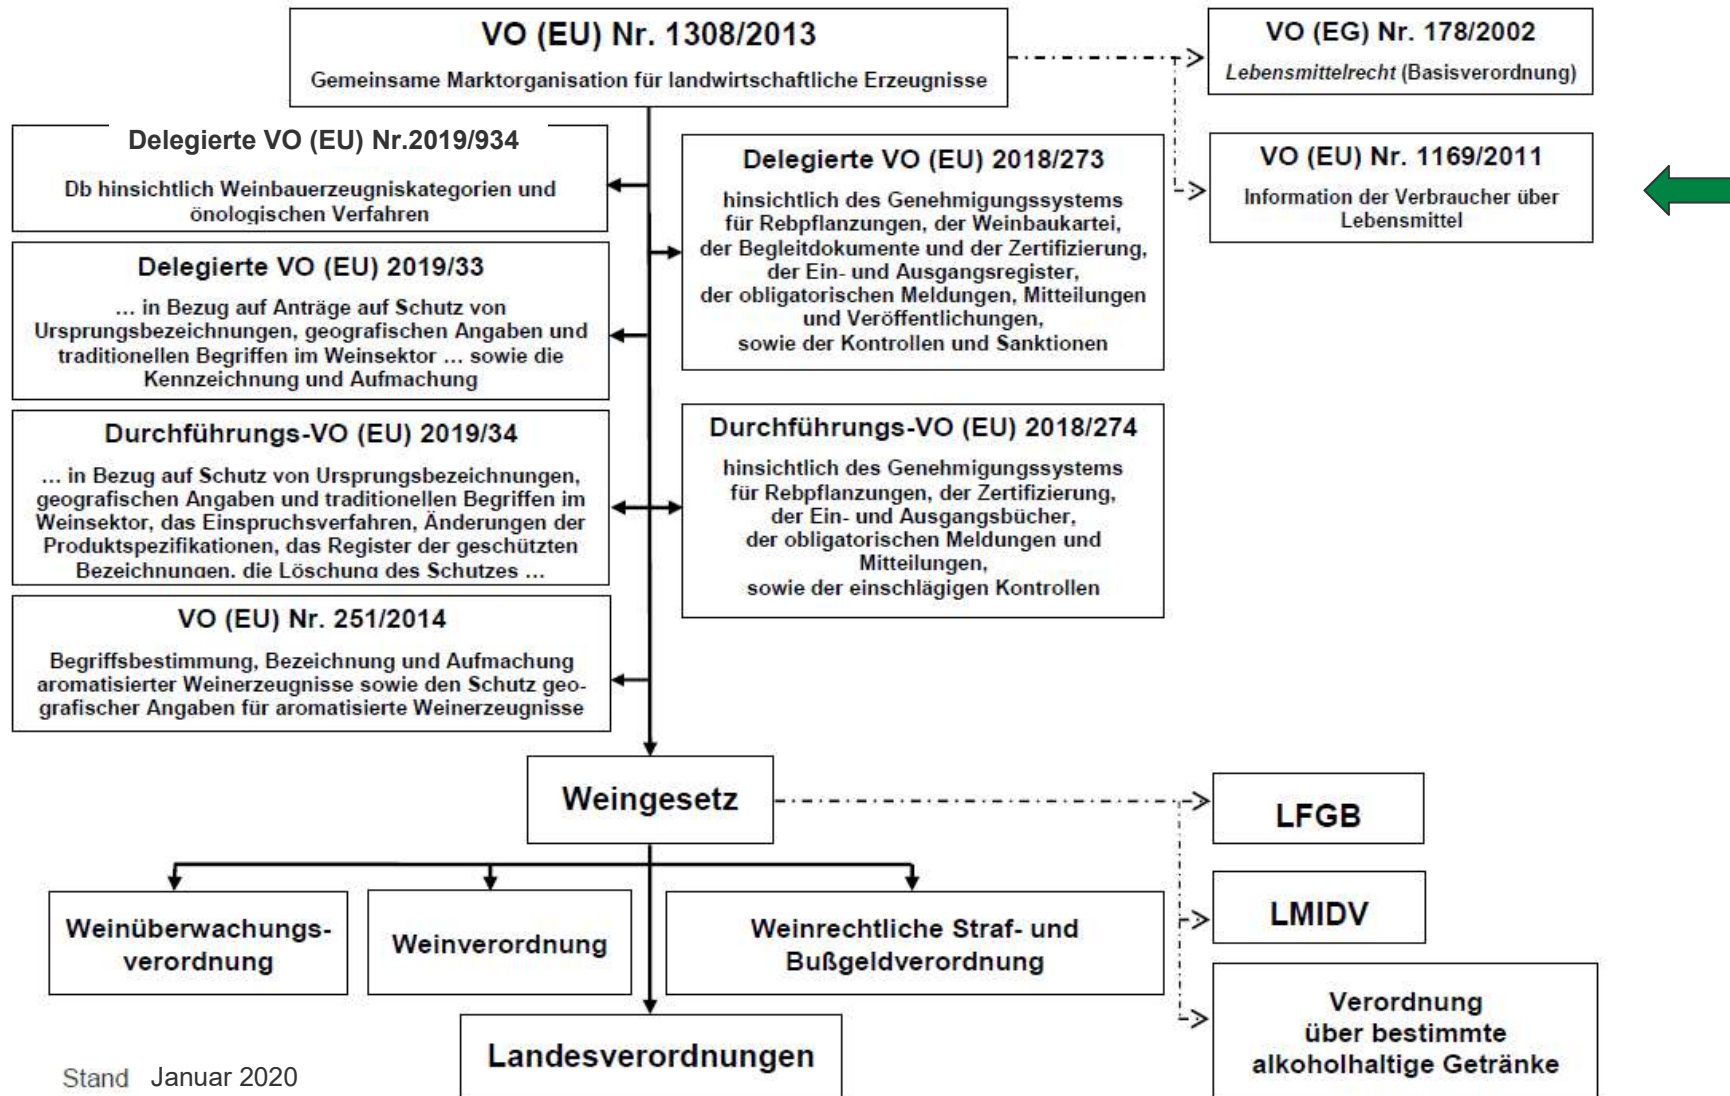 VO (EU) Nr. 1308/2013
Gemeinsame Marktorganisation für landwirtschaftliche Erzeugnisse
VO (EG) Nr. 178/2002
Lebensmittelrecht (Basisverordnung)
VO (EU) Nr. 1169/2011
Information der Verbraucher über
Lebensmittel
Delegierte VO (EU) Nr.2019/934
Db hinsichtlich Weinbauerzeugniskategorien und
önologischen Verfahren
Delegierte VO (EU) 2018/273
hinsichtlich des Genehmigungssystems
für Rebpflanzungen, der Weinbaukartei,
der Begleitdokumente und der Zertifizierung,
der Ein- und Ausgangsregister,
der obligatorischen Meldungen, Mitteilungen
und Veröffentlichungen,
sowie der Kontrollen und Sanktionen
Delegierte VO (EU) 2019/33
... in Bezug auf Anträge auf Schutz von
Ursprungsbezeichnungen, geografischen Angaben und
traditionellen Begriffen im Weinsektor ... sowie die
Kennzeichnung und Aufmachung
Durchführungs-VO (EU) 2019/34
... in Bezug auf Schutz von Ursprungsbezeichnungen,
geografischen Angaben und traditionellen Begriffen im
Weinsektor, das Einspruchsverfahren, Änderungen der
Produktspezifikationen, das Register der geschützten
Bezeichnungen, die Löschung des Schutzes ...
Durchführungs-VO (EU) 2018/274
hinsichtlich des Genehmigungssystems
für Rebpflanzungen, der Zertifizierung,
der Ein- und Ausgangsbücher,
der obligatorischen Meldungen und
Mitteilungen,
sowie der einschlägigen Kontrollen
VO (EU) Nr. 251/2014
Begriffsbestimmung, Bezeichnung und Aufmachung
aromatisierter Weinerzeugnisse sowie den Schutz geo-
grafischer Angaben für aromatisierte Weinerzeugnisse
Weingesetz
LFGB
LMIDV
Verordnung
über bestimmte
alkoholhaltige Getränke
Weinüberwachungs-
verordnung
Weinverordnung
Weinrechtliche Straf- und
Bußgeldverordnung
Landesverordnungen
Stand Januar 2020